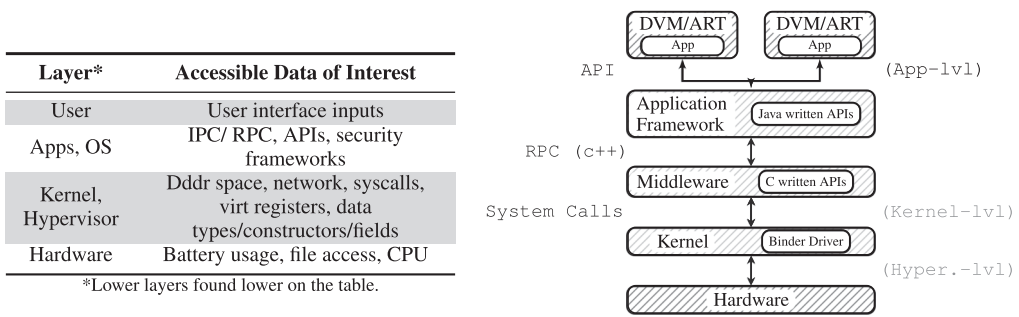 Layer* Accessible Data of Interest
User User interface inputs
Apps, OS IPC/ RPC, APIs, security
frameworks
Kernel, Hypervisor Dddr space, network, syscalls,
virt registers, data
types/constructors/fields
Hardware Battery usage, file access, CPU
*Lower layers found lower on the table.
DVM/ART DVM/ART
App App
API (App-lvl)
Application
Framework Java written APIs
RPC (c++)
Middleware C written APIs
System Calls (Kernel-lvl)
Kernel Binder Driver
(Hyper.-lvl)
Hardware